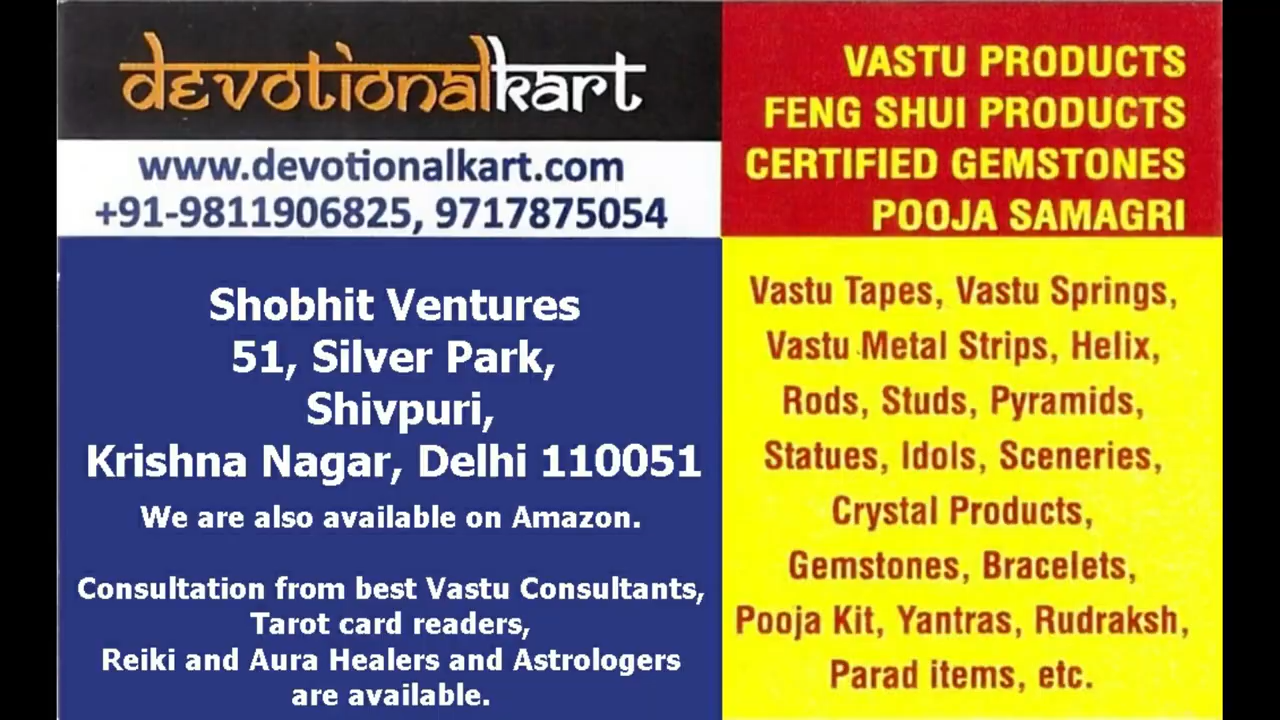 devotionalkart
www.devotionalkart.com
+91-9811906825, 9717875054
Shobhit Ventures
51, Silver Park,
Shivpuri,
Krishna Nagar, Delhi 110051
We are also available on Amazon.
Consultation from best Vastu Consultants,
Tarot card readers,
Reiki and Aura Healers and Astrologers
are available.
VASTU PRODUCTS
FENG SHUI PRODUCTS
CERTIFIED GEMSTONES
POOJA SAMAGRI
Vastu Tapes, Vastu Springs,
Vastu Metal Strips, Helix,
Rods, Studs, Pyramids,
Statues, Idols, Sceneries,
Crystal Products,
Gemstones, Bracelets,
Pooja Kit, Yantras, Rudraksh,
Parad items, etc.